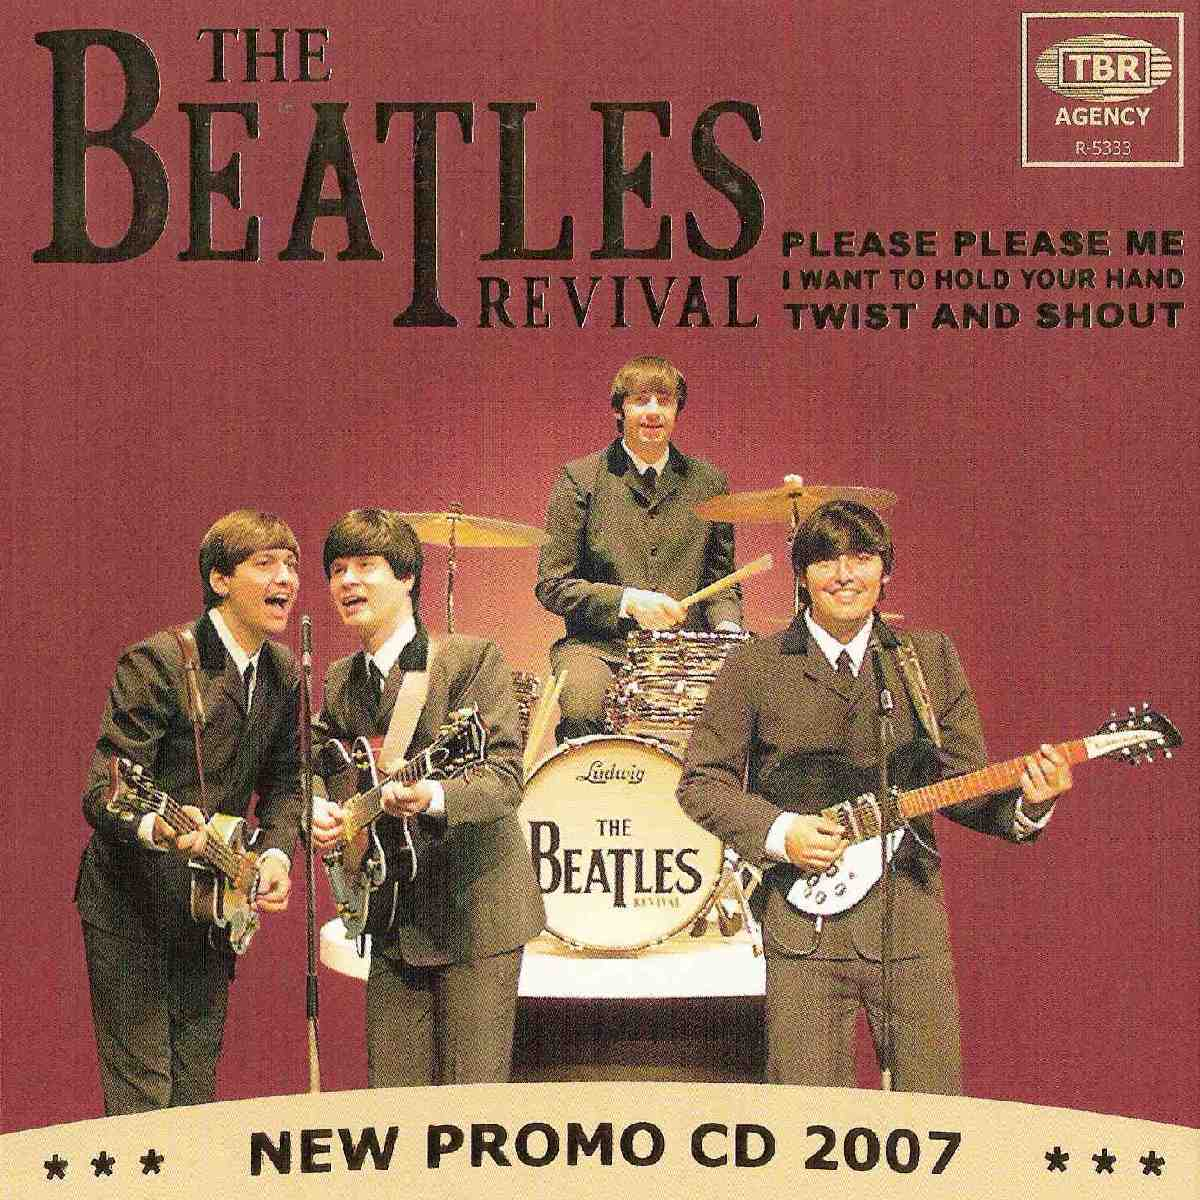 THE
BEATLES
REVIVAL
TBR
AGENCY
R-5333
PLEASE PLEASE ME
I WANT TO HOLD YOUR HAND
TWIST AND SHOUT
Ludwig
THE
BEATLES
REVIVAL
NEW PROMO CD 2007
*** ***